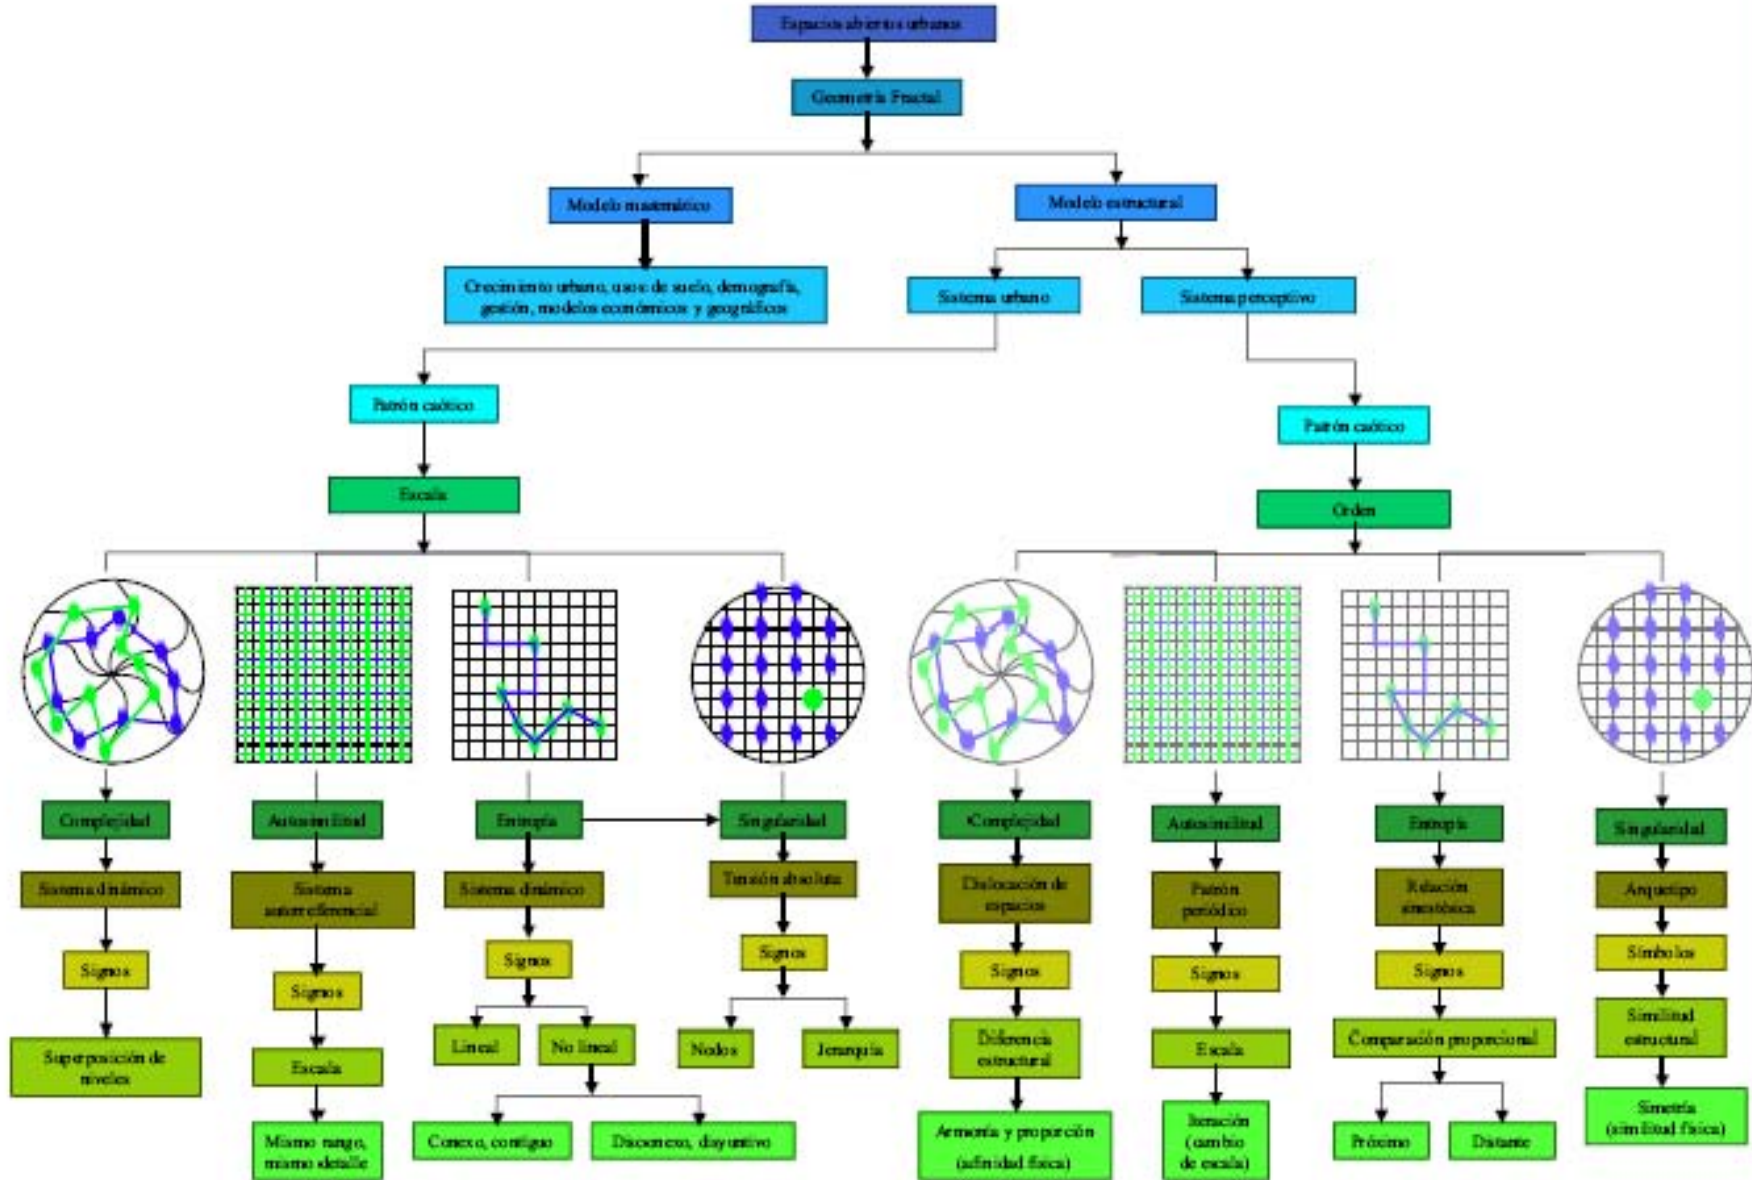 Espacios abiertos urbanos
Geometría Fractal
Modelo matemático
Modelo estructural
Crecimiento urbano, usos de suelo, demografía,
gestión, modelos económicos y geográficos
Sistema urbano
Sistema perceptivo
Patrón caótico
Patrón caótico
Escala
Orden
Complejidad
Autosimilitud
Entropía
Singularidad
•Complejidad
Autosimilitud
Entropía
Singularidad
Sistema dinámico
Sistema
autorreferencial
Sistema dinámico
Tensión absoluta
Dislocación de
espacios
Patrón
periódico
Relación
sinestésica
Arquetipo
Signos
Signos
Signos
Signos
Signos
Signos
Signos
Símbolos
Superposición de
niveles
Escala
Lineal
No lineal
Nodos
Jerarquía
Diferencia
estructural
Escala
Comparación proporcional
Similitud
estructural
Mismo rango,
mismo detalle
Conexo, contiguo
Disconexo, disyuntivo
Armonía y proporción
(afinidad física)
Iteración
(cambio
de escala)
Próximo
Distante
Simetría
(similitud física)